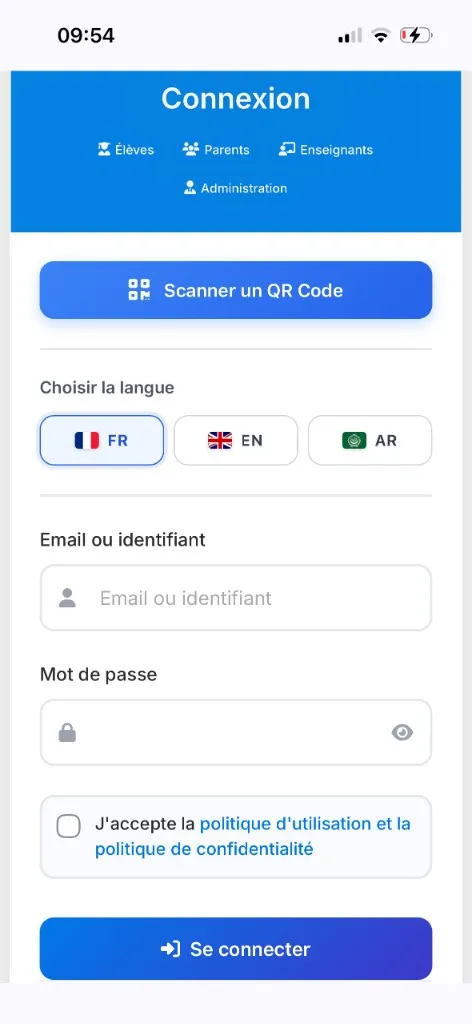 09:54
Connexion
Élèves Parents Enseignants
Administration
Scanner un QR Code
Choisir la langue
FR EN AR
Email ou identifiant
Email ou identifiant
Mot de passe
J'accepte la politique d'utilisation et la
politique de confidentialité
Se connecter